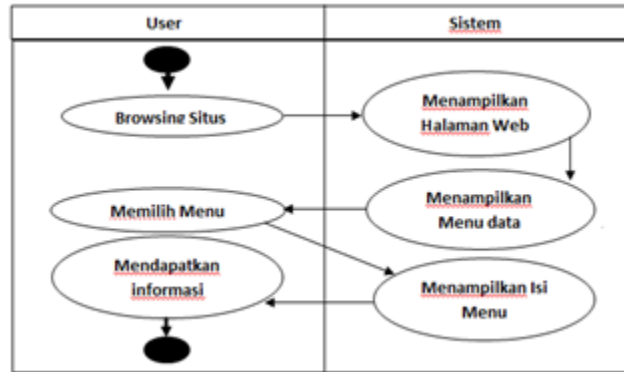 User
Sistem
Browsing Situs
Menampilkan
Halaman Web
Menampilkan
Menu data
Memilih Menu
Menampilkan Isi
Menu
Mendapatkan
informasi